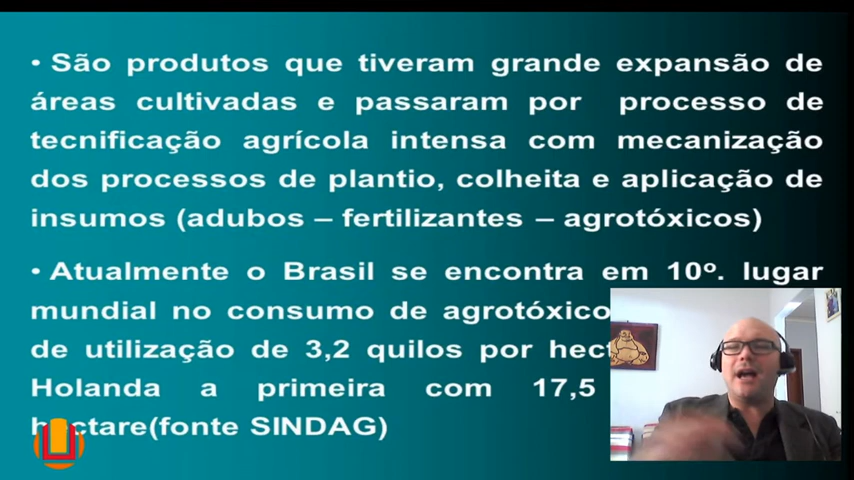 • São produtos que tiveram grande expansão de
áreas cultivadas e passaram por processo de
tecnificação agrícola intensa com mecanização
dos processos de plantio, colheita e aplicação de
insumos (adubos – fertilizantes – agrotóxicos)
• Atualmente o Brasil se encontra em 10º. lugar
mundial no consumo de
de utilização de 3,2 quilos por
Holanda a primeira com 17,5
hectare(fonte SINDAG)